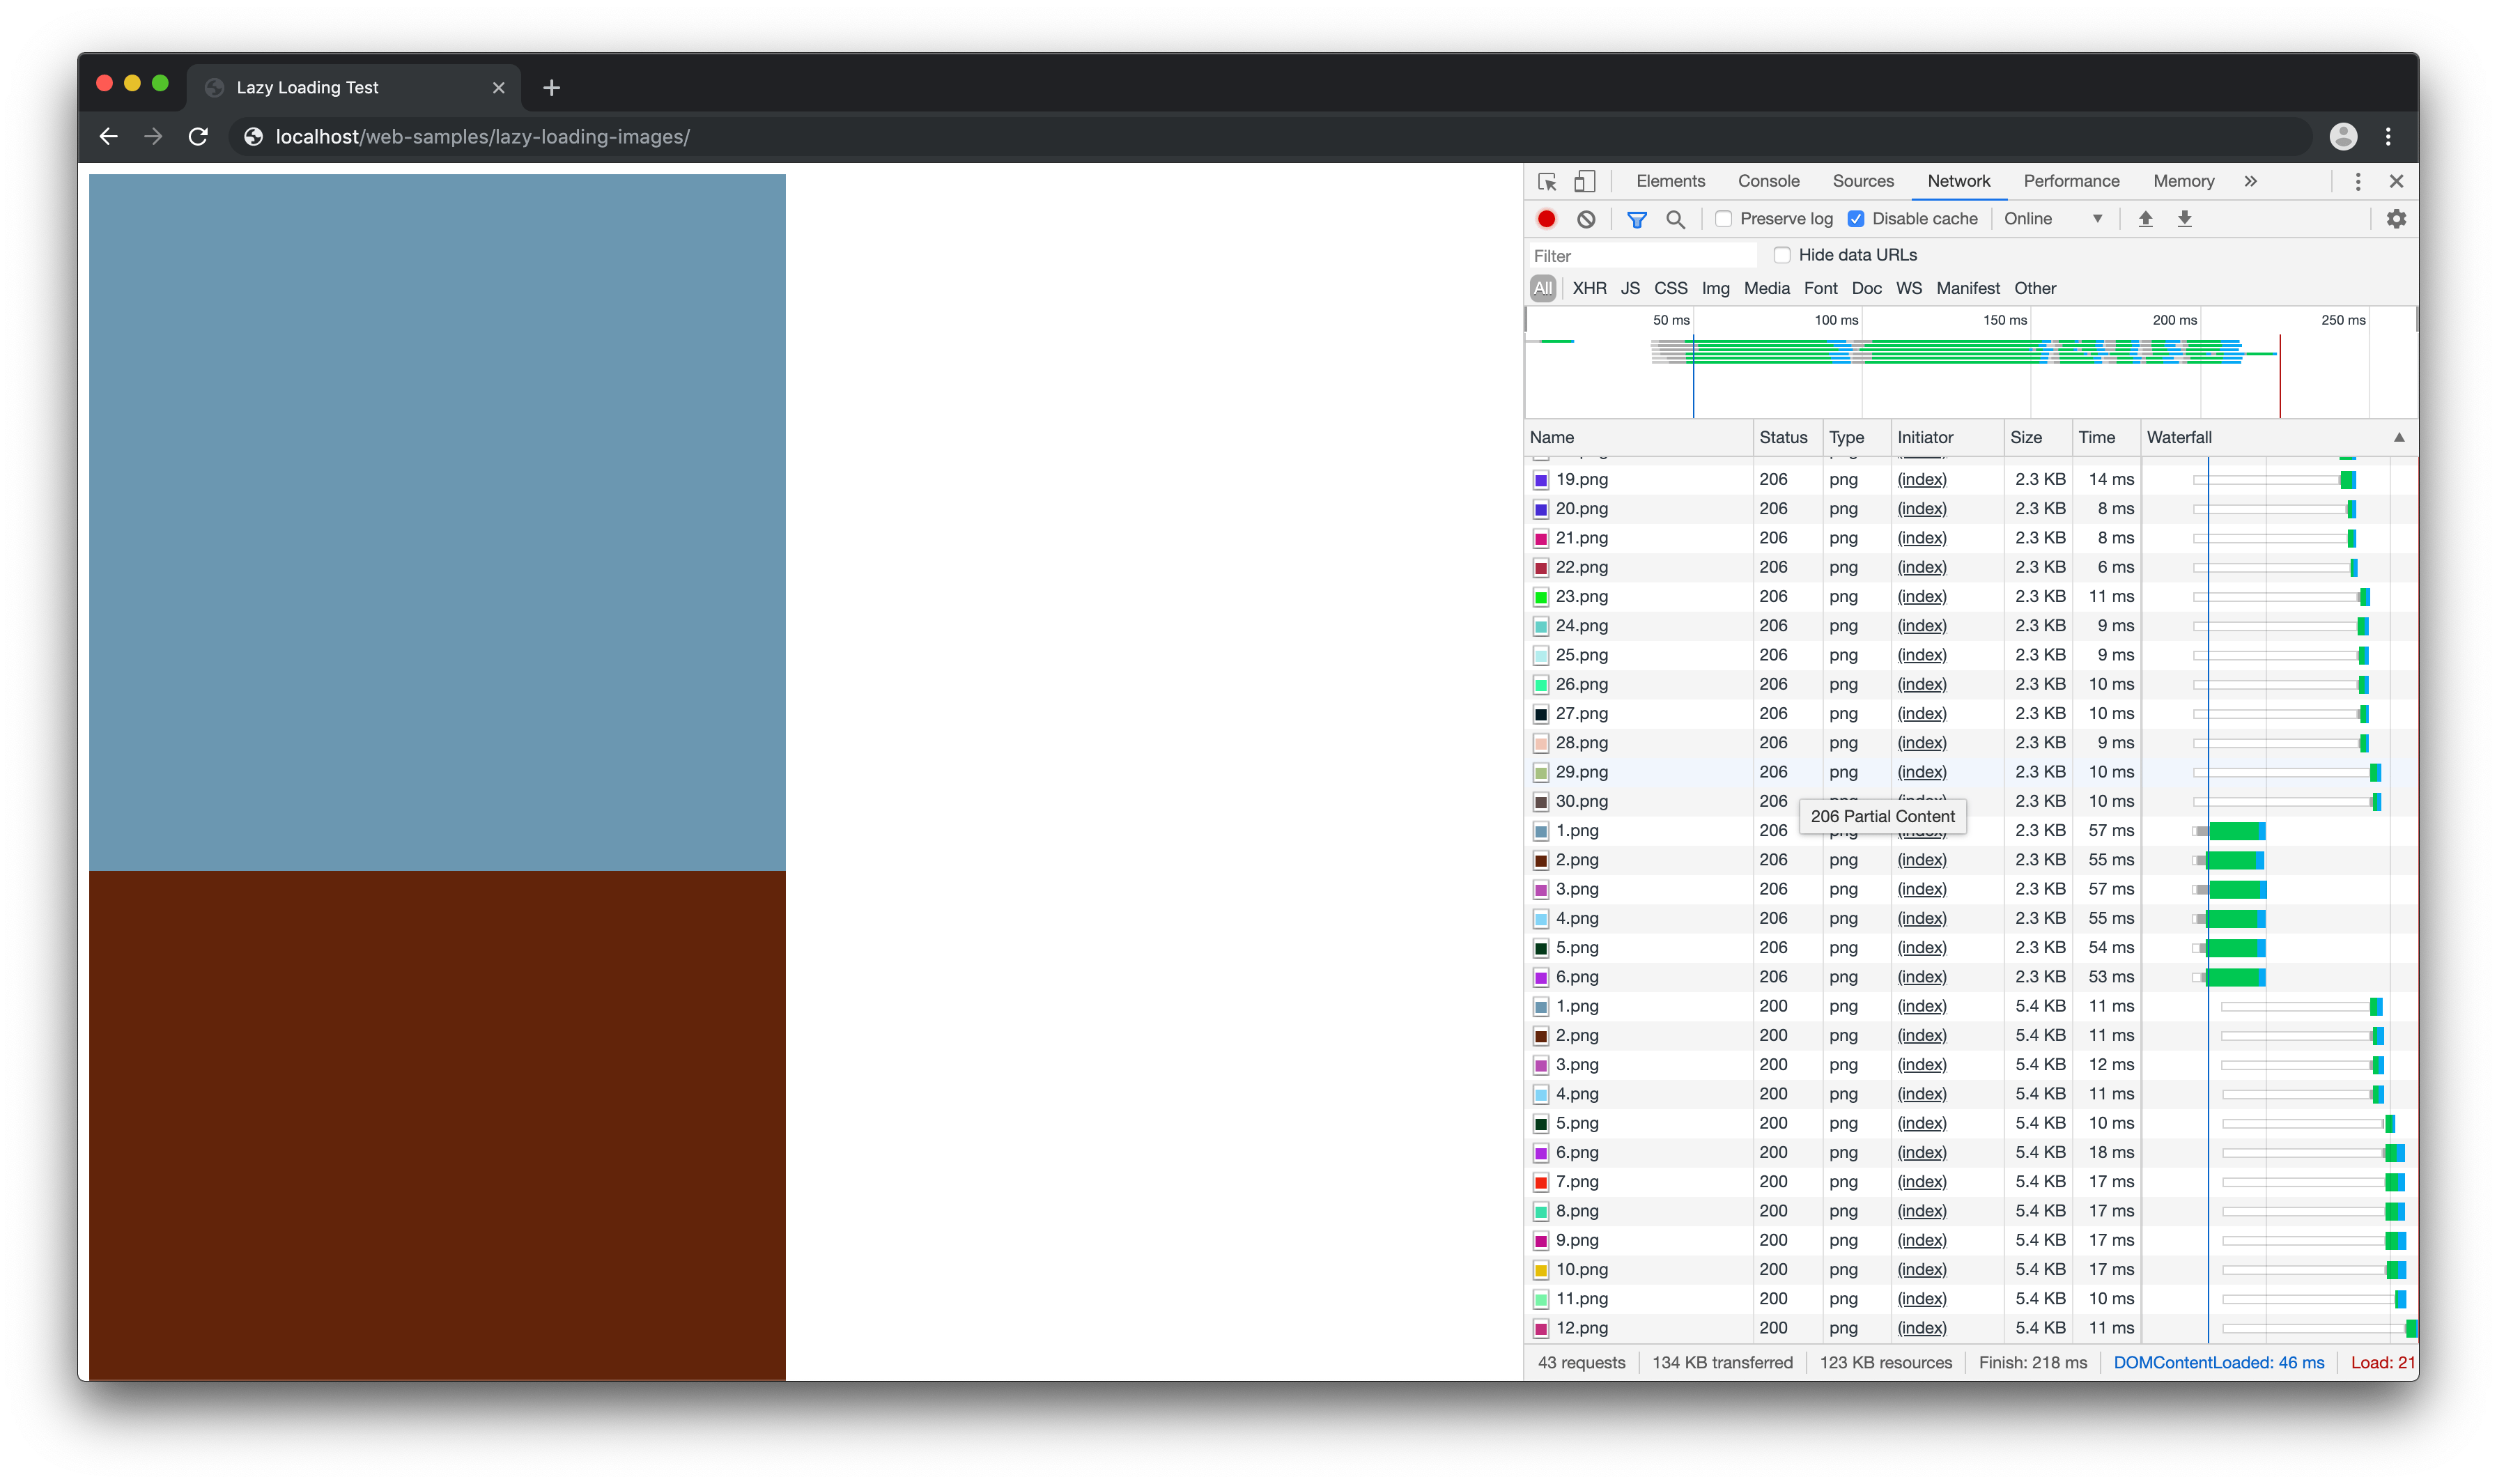 Lazy Loading Test
localhost/web-samples/lazy-loading-images/
Elements Console Sources Network Performance Memory
Preserve log Disable cache Online
Filter Hide data URLs
All XHR JS CSS Img Media Font Doc WS Manifest Other
50 ms 100 ms 150 ms 200 ms 250 ms
Name Status Type Initiator Size Time Waterfall
19.png 206 png (index) 2.3 KB 14 ms
20.png 206 png (index) 2.3 KB 8 ms
21.png 206 png (index) 2.3 KB 8 ms
22.png 206 png (index) 2.3 KB 6 ms
23.png 206 png (index) 2.3 KB 11 ms
24.png 206 png (index) 2.3 KB 9 ms
25.png 206 png (index) 2.3 KB 9 ms
26.png 206 png (index) 2.3 KB 10 ms
27.png 206 png (index) 2.3 KB 10 ms
28.png 206 png (index) 2.3 KB 9 ms
29.png 206 png (index) 2.3 KB 10 ms
30.png 206 2.3 KB 10 ms
206 Partial Content
1.png 206 2.3 KB 57 ms
2.png 206 png (index) 2.3 KB 55 ms
3.png 206 png (index) 2.3 KB 57 ms
4.png 206 png (index) 2.3 KB 55 ms
5.png 206 png (index) 2.3 KB 54 ms
6.png 206 png (index) 2.3 KB 53 ms
1.png 200 png (index) 5.4 KB 11 ms
2.png 200 png (index) 5.4 KB 11 ms
3.png 200 png (index) 5.4 KB 12 ms
4.png 200 png (index) 5.4 KB 11 ms
5.png 200 png (index) 5.4 KB 10 ms
6.png 200 png (index) 5.4 KB 18 ms
7.png 200 png (index) 5.4 KB 17 ms
8.png 200 png (index) 5.4 KB 17 ms
9.png 200 png (index) 5.4 KB 17 ms
10.png 200 png (index) 5.4 KB 17 ms
11.png 200 png (index) 5.4 KB 10 ms
12.png 200 png (index) 5.4 KB 11 ms
43 requests 134 KB transferred 123 KB resources Finish: 218 ms DOMContentLoaded: 46 ms Load: 21